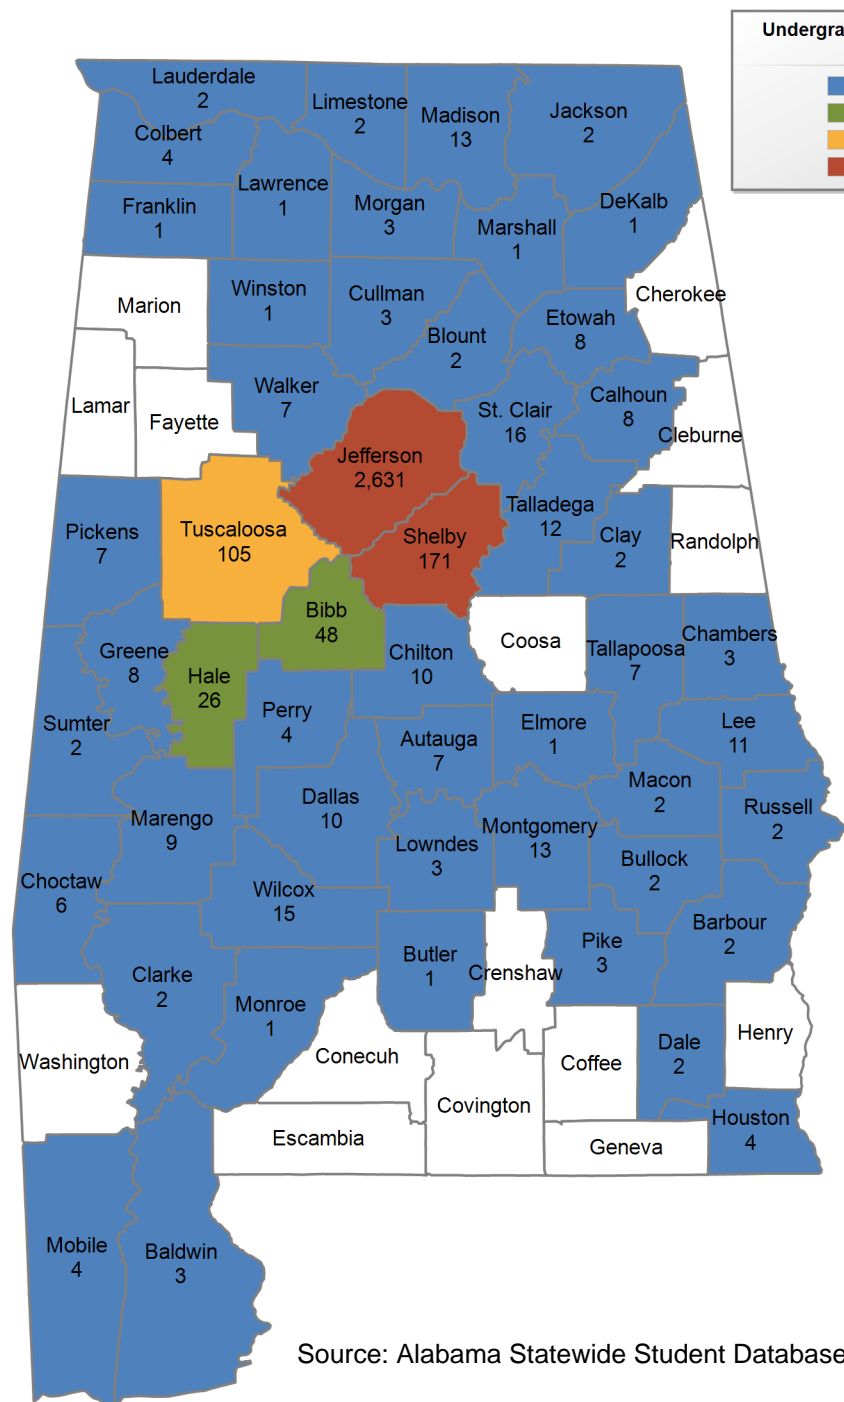 Undergra
Lauderdale
2
Limestone
2
Madison
13
Jackson
2
Colbert
4
Lawrence
1
Franklin
1
Morgan
3
Marshall
1
DeKalb
1
Marion
Winston
1
Cullman
3
Blount
2
Etowah
8
Cherokee
Lamar
Fayette
Walker
7
St. Clair
16
Calhoun
8
Cleburne
Jefferson
2,631
Pickens
7
Tuscaloosa
105
Shelby
171
Talladega
12
Clay
2
Randolph
Bibb
48
Greene
8
Hale
26
Chilton
10
Coosa
Tallapoosa
7
Chambers
3
Sumter
2
Perry
4
Autauga
7
Elmore
1
Lee
11
Marengo
9
Dallas
10
Lowndes
3
Montgomery
13
Macon
2
Russell
2
Bullock
2
Choctaw
6
Wilcox
15
Butler
1
Crenshaw
Pike
3
Barbour
2
Clarke
2
Monroe
1
Washington
Conecuh
Covington
Coffee
Dale
2
Henry
Escambia
Geneva
Houston
4
Mobile
4
Baldwin
3
Source: Alabama Statewide Student Database